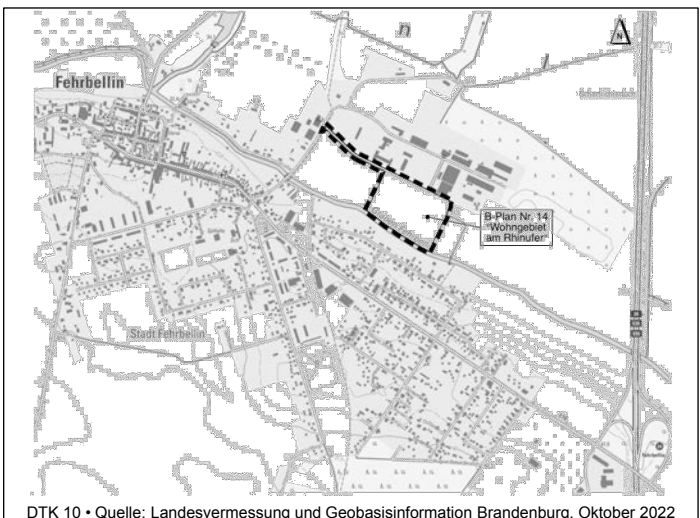 N
Fehrbellin
B-Plan Nr. 14
"Wohngebiet
am Rhinufer"
Stadt Fehrbellin
DTK 10 • Quelle: Landesvermessung und Geobasisinformation Brandenburg, Oktober 2022